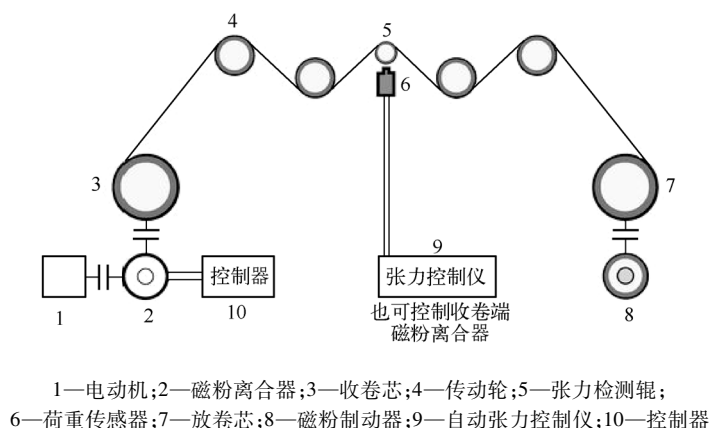 4
5
6
3
7
9
控制器
张力控制仪
1
2
10
也可控制收卷端
磁粉离合器
8
1—电动机;2—磁粉离合器;3—收卷芯;4—传动轮;5—张力检测辊;
6—荷重传感器;7—放卷芯;8—磁粉制动器;9—自动张力控制仪;10—控制器